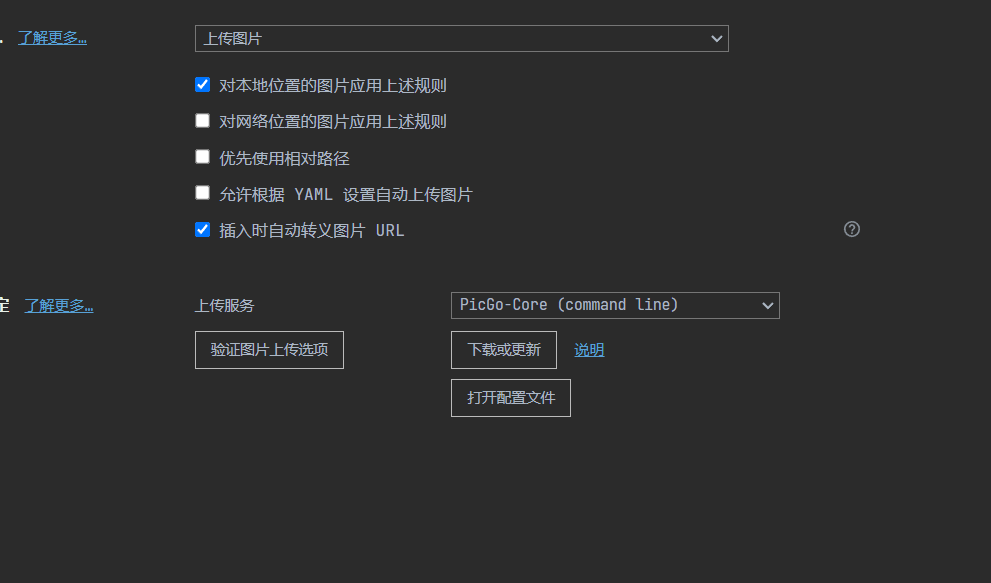 了解更多…
上传图片
对本地位置的图片应用上述规则
对网络位置的图片应用上述规则
优先使用相对路径
允许根据 YAML 设置自动上传图片
插入时自动转义图片 URL
了解更多…
上传服务
PicGo-Core (command line)
验证图片上传选项
下载或更新
说明
打开配置文件